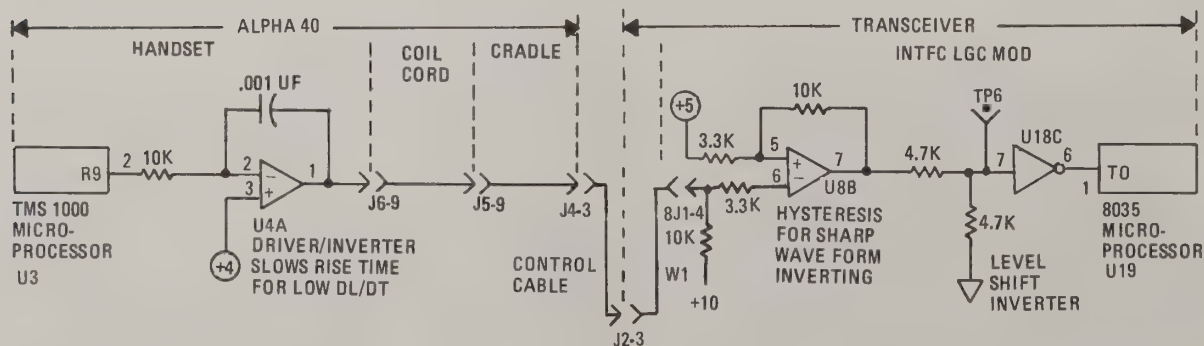 ALPHA 40
TRANSCEIVER
HANDSET
COIL
CORD
CRADLE
INTFC LGC MOD
.001 UF
10K
TP6
+5
3.3K
U18C
R9
2
10K
2
1
3
5
7
6
4.7K
7
6
1
TO
J6-9
J5-9
J4-3
8J1-4
3.3K
U8B
TMS 1000
MICRO-
PROCESSOR
U3
U4A
DRIVER/INVERTER
SLOWS RISE TIME
FOR LOW DL/DT
+4
CONTROL
CABLE
10K
W1
+10
HYSTERESIS
FOR SHARP
WAVE FORM
INVERTING
4.7K
LEVEL
SHIFT
INVERTER
8035
MICRO-
PROCESSOR
U19
J2-3